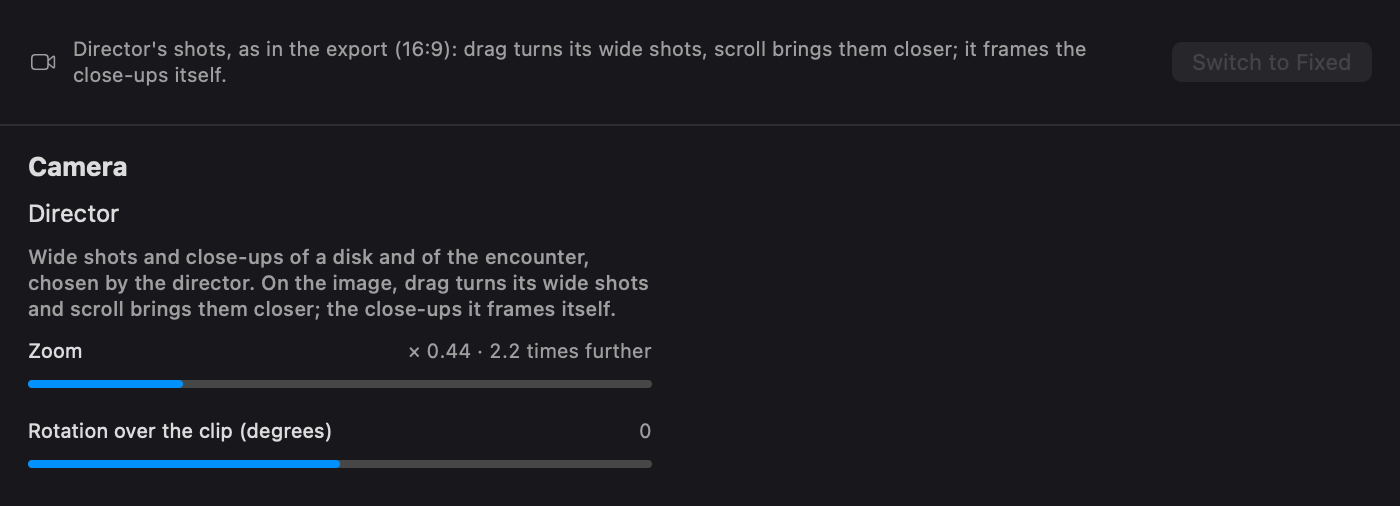 Director's shots, as in the export (16:9): drag turns its wide shots, scroll brings them closer; it frames the
close-ups itself.
Switch to Fixed
Camera
Director
Wide shots and close-ups of a disk and of the encounter,
chosen by the director. On the image, drag turns its wide shots
and scroll brings them closer; the close-ups it frames itself.
Zoom × 0.44 · 2.2 times further
Rotation over the clip (degrees) 0